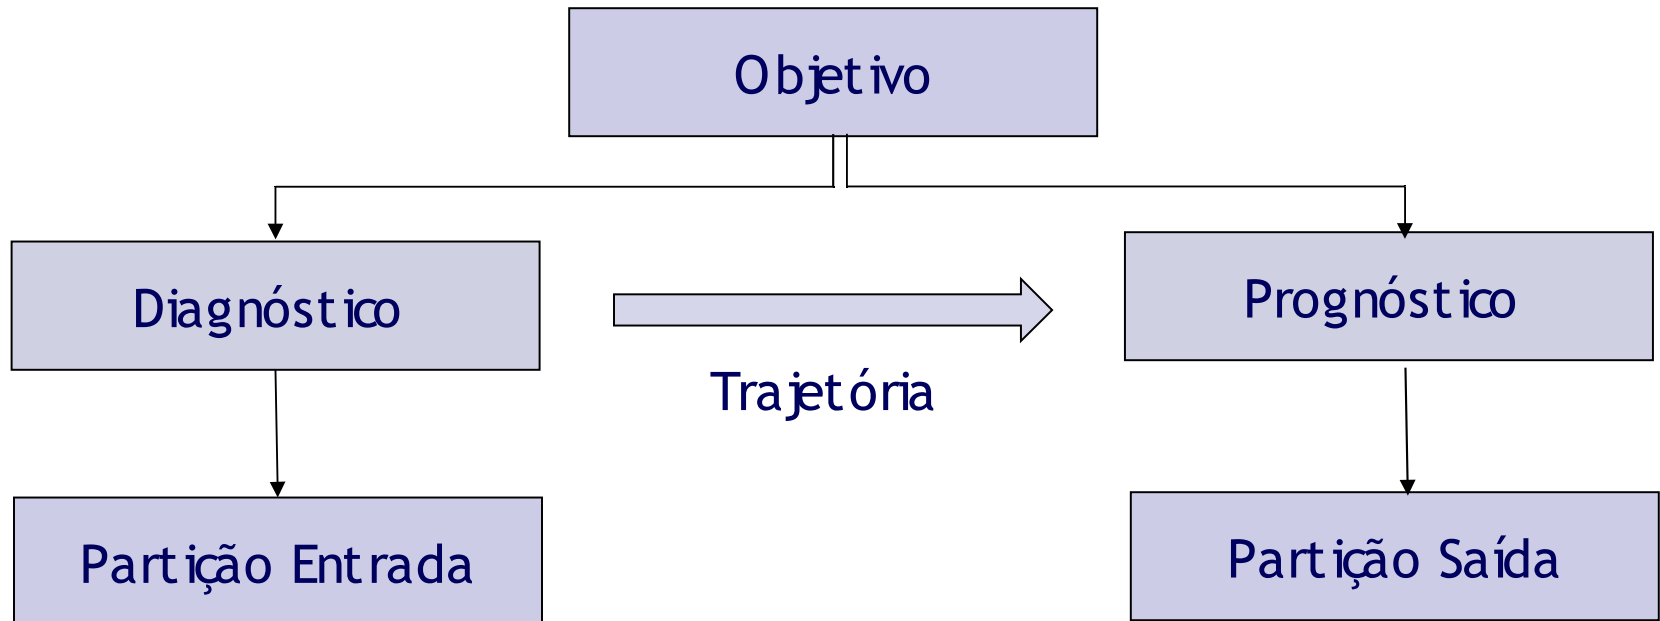 Objetivo
Diagnóstico
Prognóstico
Trajetória
Partição Entrada
Partição Saída